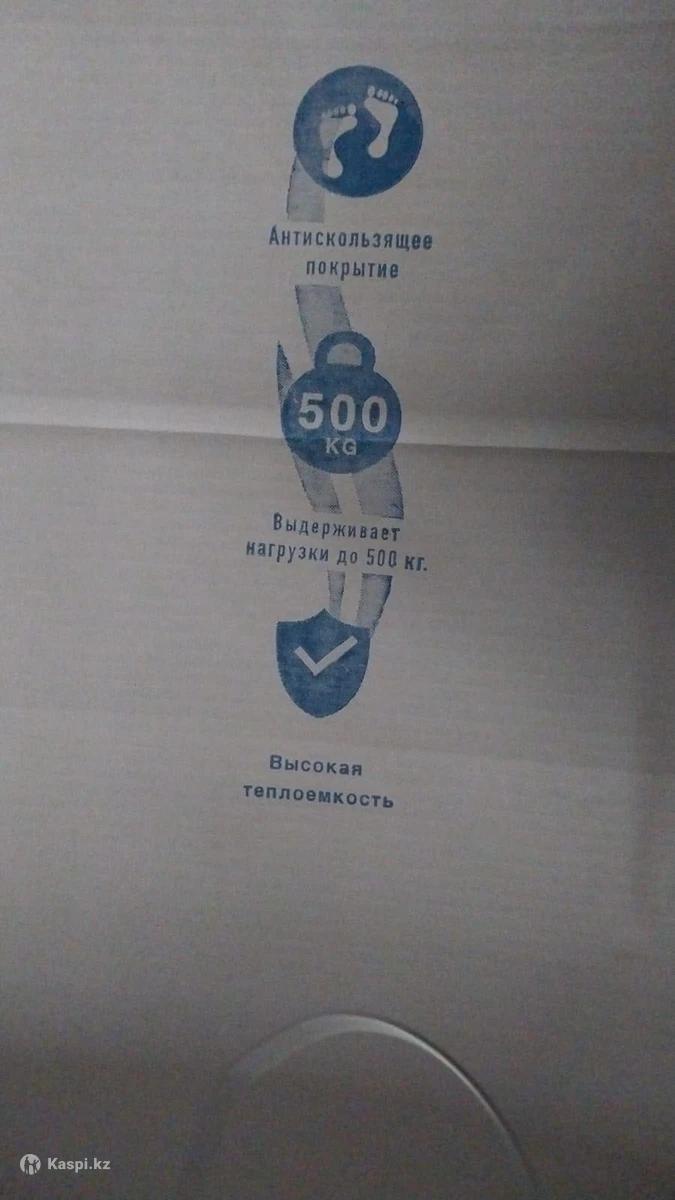 Антискользящее
покрытие
500
KG
Выдерживает
нагрузки до 500 кг.
Высокая
теплоемкость
Kaspi.kz